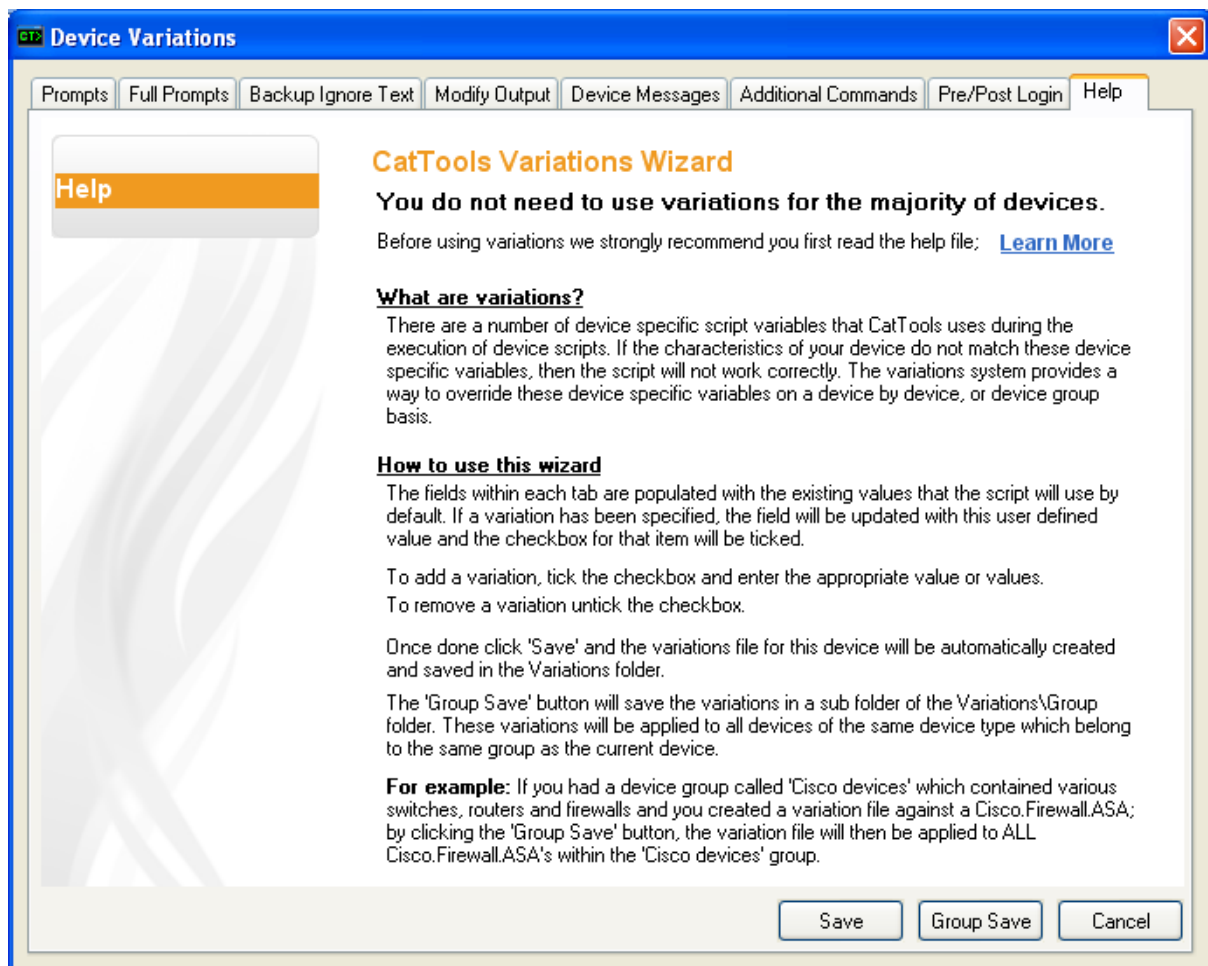 CT> Device Variations
Prompts Full Prompts Backup Ignore Text Modify Output Device Messages Additional Commands Pre/Post Login Help
Help
CatTools Variations Wizard
You do not need to use variations for the majority of devices.
Before using variations we strongly recommend you first read the help file; Learn More
What are variations?
There are a number of device specific script variables that CatTools uses during the
execution of device scripts. If the characteristics of your device do not match these device
specific variables, then the script will not work correctly. The variations system provides a
way to override these device specific variables on a device by device, or device group
basis.
How to use this wizard
The fields within each tab are populated with the existing values that the script will use by
default. If a variation has been specified, the field will be updated with this user defined
value and the checkbox for that item will be ticked.
To add a variation, tick the checkbox and enter the appropriate value or values.
To remove a variation untick the checkbox.
Once done click 'Save' and the variations file for this device will be automatically created
and saved in the Variations folder.
The 'Group Save' button will save the variations in a sub folder of the Variations\Group
folder. These variations will be applied to all devices of the same device type which belong
to the same group as the current device.
For example: If you had a device group called 'Cisco devices' which contained various
switches, routers and firewalls and you created a variation file against a Cisco.Firewall.ASA;
by clicking the 'Group Save' button, the variation file will then be applied to ALL
Cisco.Firewall.ASA's within the 'Cisco devices' group.
Save Group Save Cancel